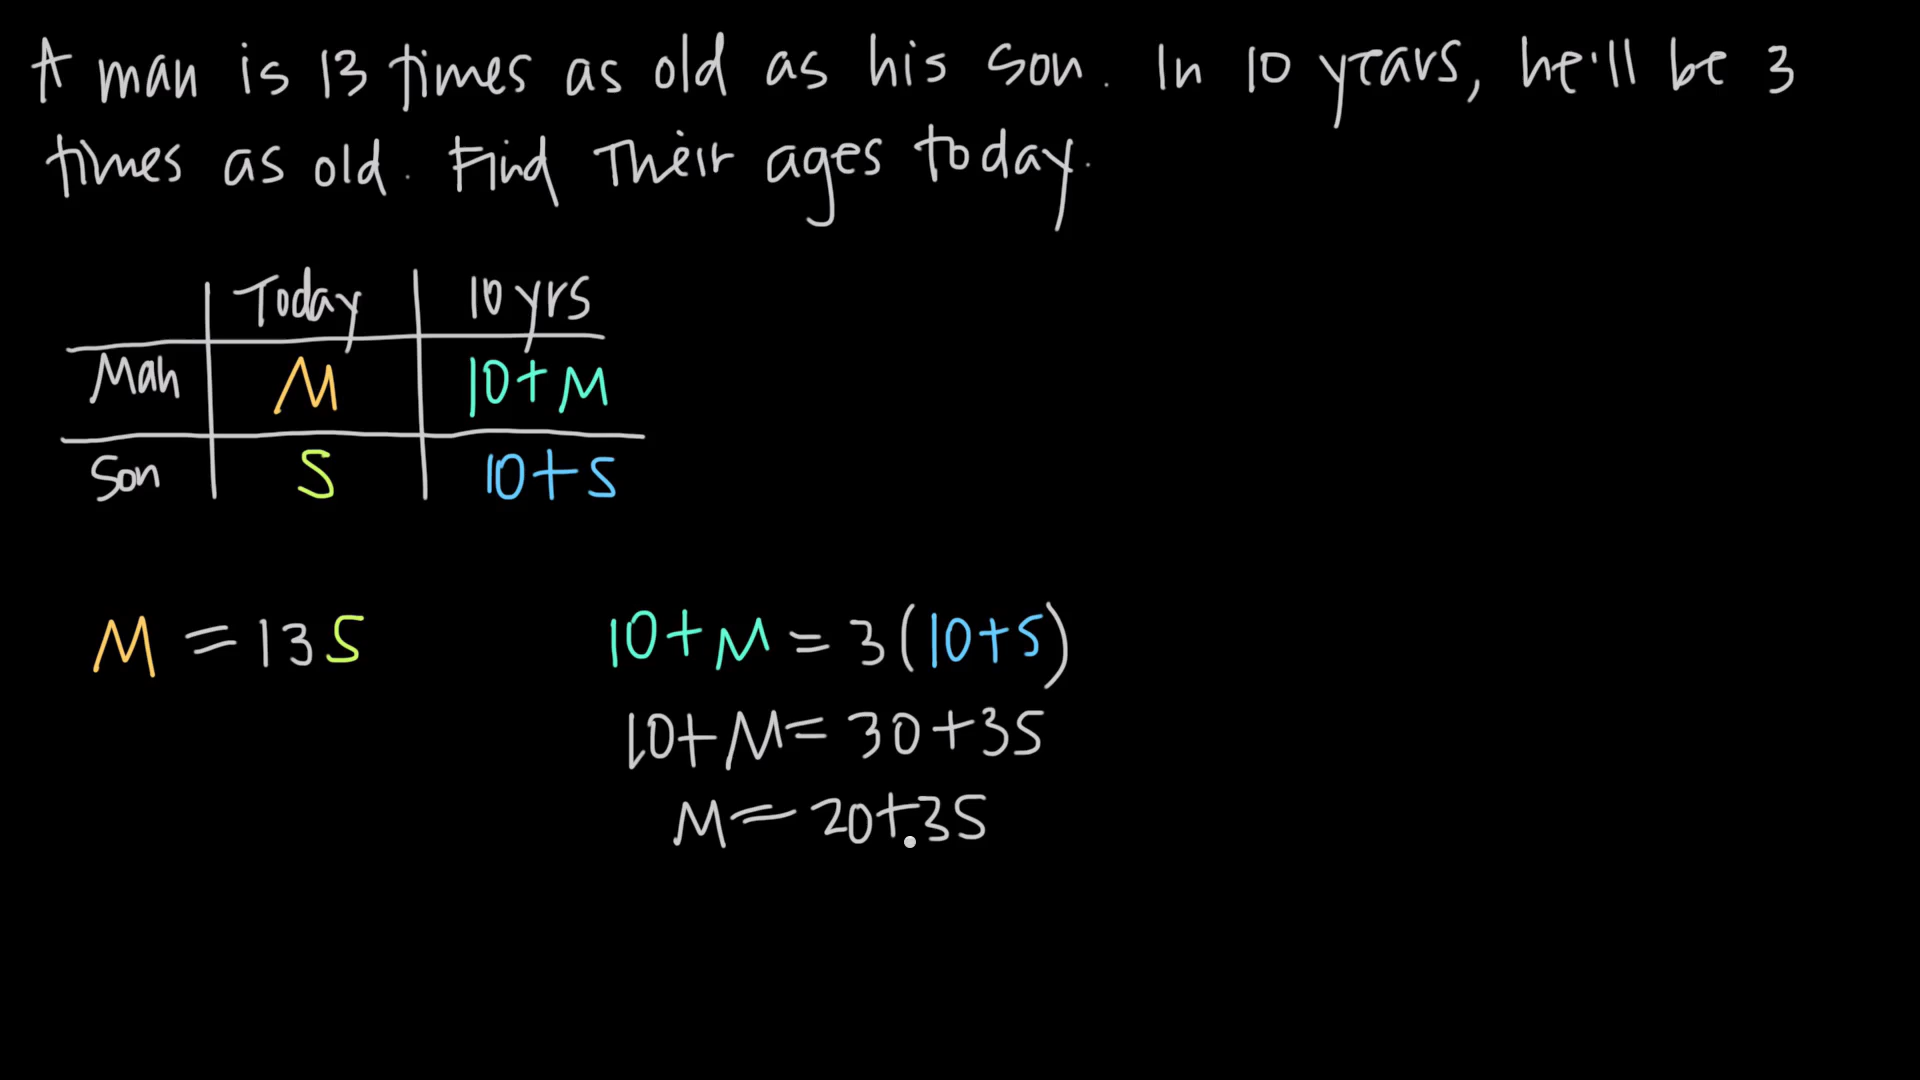 A man is 13 times as old as his son. In 10 years, he'll be 3
times as old. Find Their ages today.
Today 10 yrs
Man M 10+M
Son S 10+S
M = 13S 10+M = 3(10+S)
10+M = 30+3S
M = 20+3S